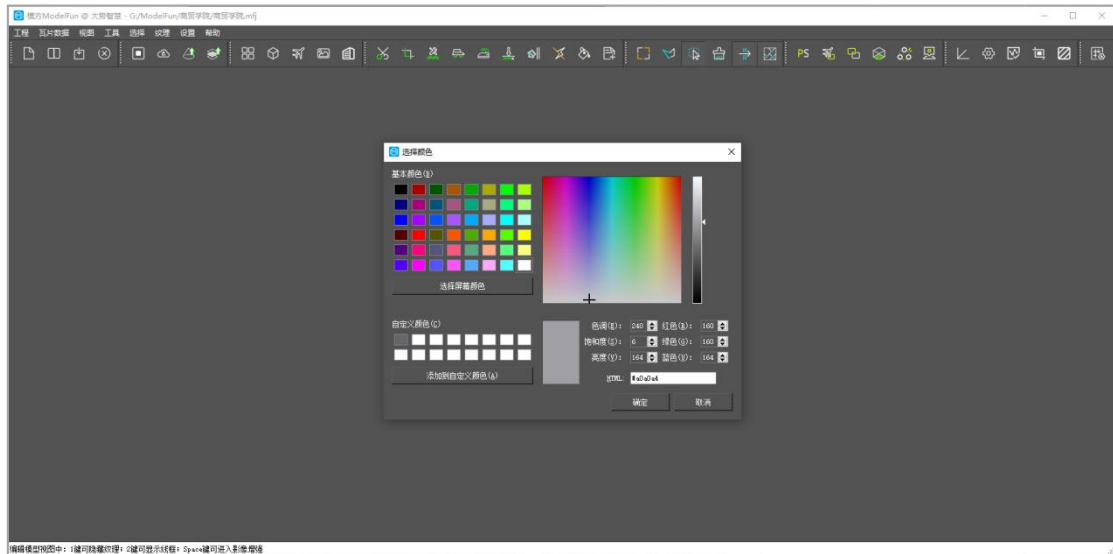 模方ModelFun @ 大势智慧 - G:/ModelFun/商贸学院/商贸学院.mfj
工程 瓦片数据 视图 工具 选择 纹理 设置 帮助
PS
选择颜色
基本颜色(B)
选择屏幕颜色
自定义颜色(C)
添加到自定义颜色(A)
色调(E): 240 红色(R): 160
饱和度(S): 6 绿色(G): 160
高度(V): 164 蓝色(U): 164
HTML: #a0a0a4
确定 取消
编辑模型视图中: 1键可隐藏纹理; 2键可显示线框; Space键可进入影像增强